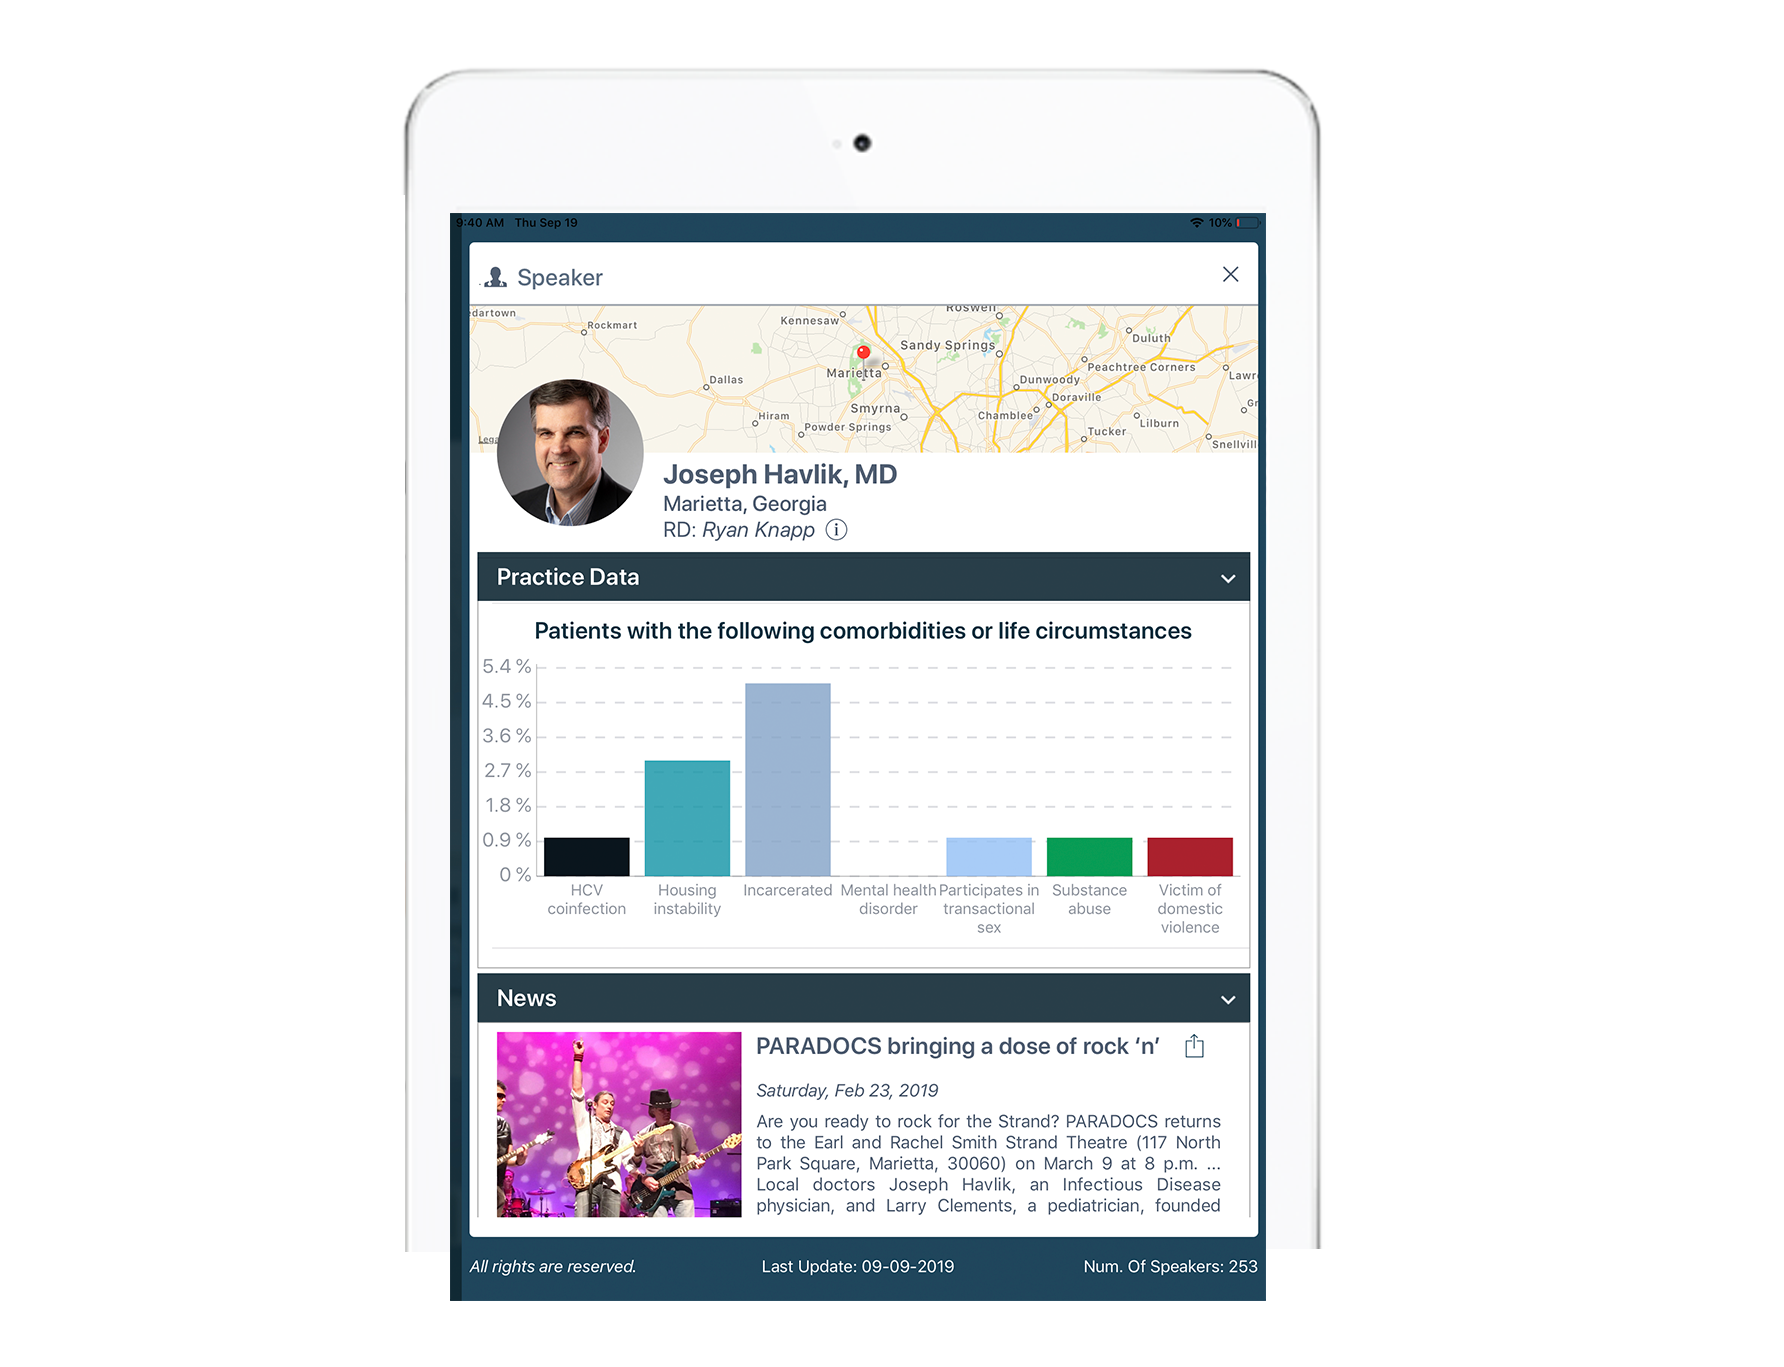 9:40 AM Thu Sep 19
10%
Speaker
Roswell
dartown
Rockmart
Kennesaw
Sandy Springs
Duluth
Marietta
Peachtree Corners
Lawr
Dallas
Dunwoody
Doraville
Smyrna
Chamblee
Gr
Hiram
Powder Springs
Lilburn
Tucker
Snellvil
Lega
Joseph Havlik, MD
Marietta, Georgia
RD: Ryan Knapp i
Practice Data
Patients with the following comorbidities or life circumstances
5.4 %
4.5 %
3.6 %
2.7 %
1.8 %
0.9 %
0 %
HCV
coinfection
Housing
instability
Incarcerated
Mental health
disorder
Participates in
transactional
sex
Substance
abuse
Victim of
domestic
violence
News
PARADOCS bringing a dose of rock ‘n’
Saturday, Feb 23, 2019
Are you ready to rock for the Strand? PARADOCS returns
to the Earl and Rachel Smith Strand Theatre (117 North
Park Square, Marietta, 30060) on March 9 at 8 p.m. ...
Local doctors Joseph Havlik, an Infectious Disease
physician, and Larry Clements, a pediatrician, founded
All rights are reserved.
Last Update: 09-09-2019
Num. Of Speakers: 253